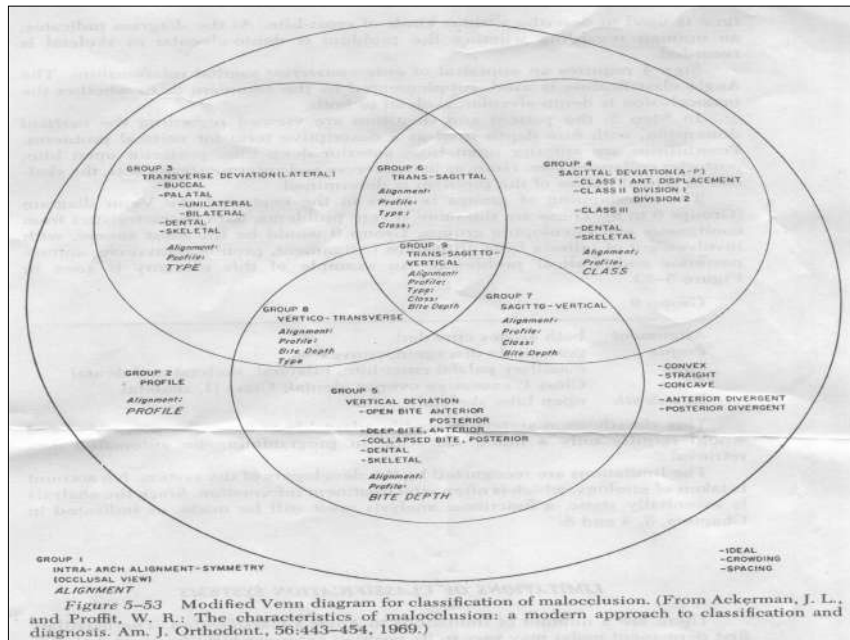 GROUP 3
TRANSVERSE DEVIATION (LATERAL)
-BUCCAL
-PALATAL
-UNILATERAL
-BILATERAL
-DENTAL
-SKELETAL
Alignment:
Profile:
TYPE
GROUP 6
TRANS-SAGITTAL
Alignment:
Profile:
Type:
Class:
GROUP 4
SAGITTAL DEVIATION (A-P)
-CLASS I ANT. DISPLACEMENT
-CLASS II DIVISION 1
DIVISION 2
-CLASS III
-DENTAL
-SKELETAL
Alignment:
Profile:
CLASS
GROUP 9
TRANS-SAGITTO-
VERTICAL
Alignment:
Profile:
Type:
Class:
Bite Depth
GROUP 8
VERTICO-TRANSVERSE
Alignment:
Profile:
Bite Depth
Type
GROUP 7
SAGITTO-VERTICAL
Alignment:
Profile:
Class:
Bite Depth
GROUP 2
PROFILE
Alignment:
PROFILE
GROUP 5
VERTICAL DEVIATION
-OPEN BITE ANTERIOR
POSTERIOR
-DEEP BITE, ANTERIOR
-COLLAPSED BITE, POSTERIOR
-DENTAL
-SKELETAL
Alignment:
Profile:
BITE DEPTH
-CONVEX
-STRAIGHT
-CONCAVE
-ANTERIOR DIVERGENT
-POSTERIOR DIVERGENT
GROUP 1
INTRA-ARCH ALIGNMENT-SYMMETRY
(OCCLUSAL VIEW)
ALIGNMENT
-IDEAL
-CROWDING
-SPACING
Figure 5–53 Modified Venn diagram for classification of malocclusion. (From Ackerman, J. L.,
and Proffit, W. R.: The characteristics of malocclusion: a modern approach to classification and
diagnosis. Am. J. Orthodont., 56:443–454, 1969.)